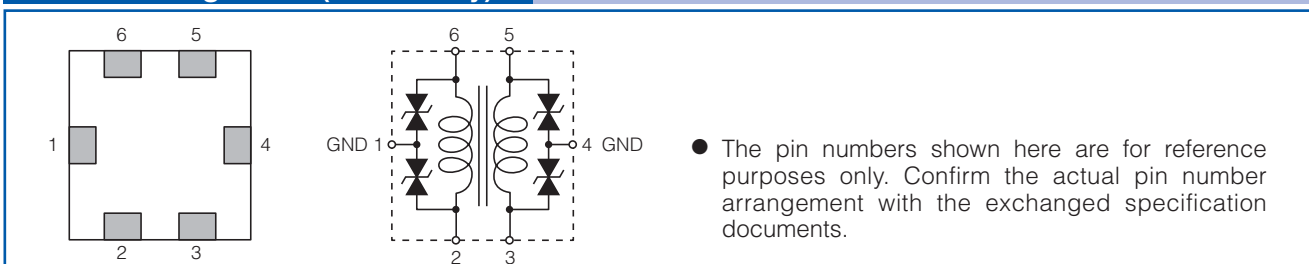 6 5
1 4
2 3
6 5
GND 1 4 GND
2 3
● The pin numbers shown here are for reference
purposes only. Confirm the actual pin number
arrangement with the exchanged specification
documents.